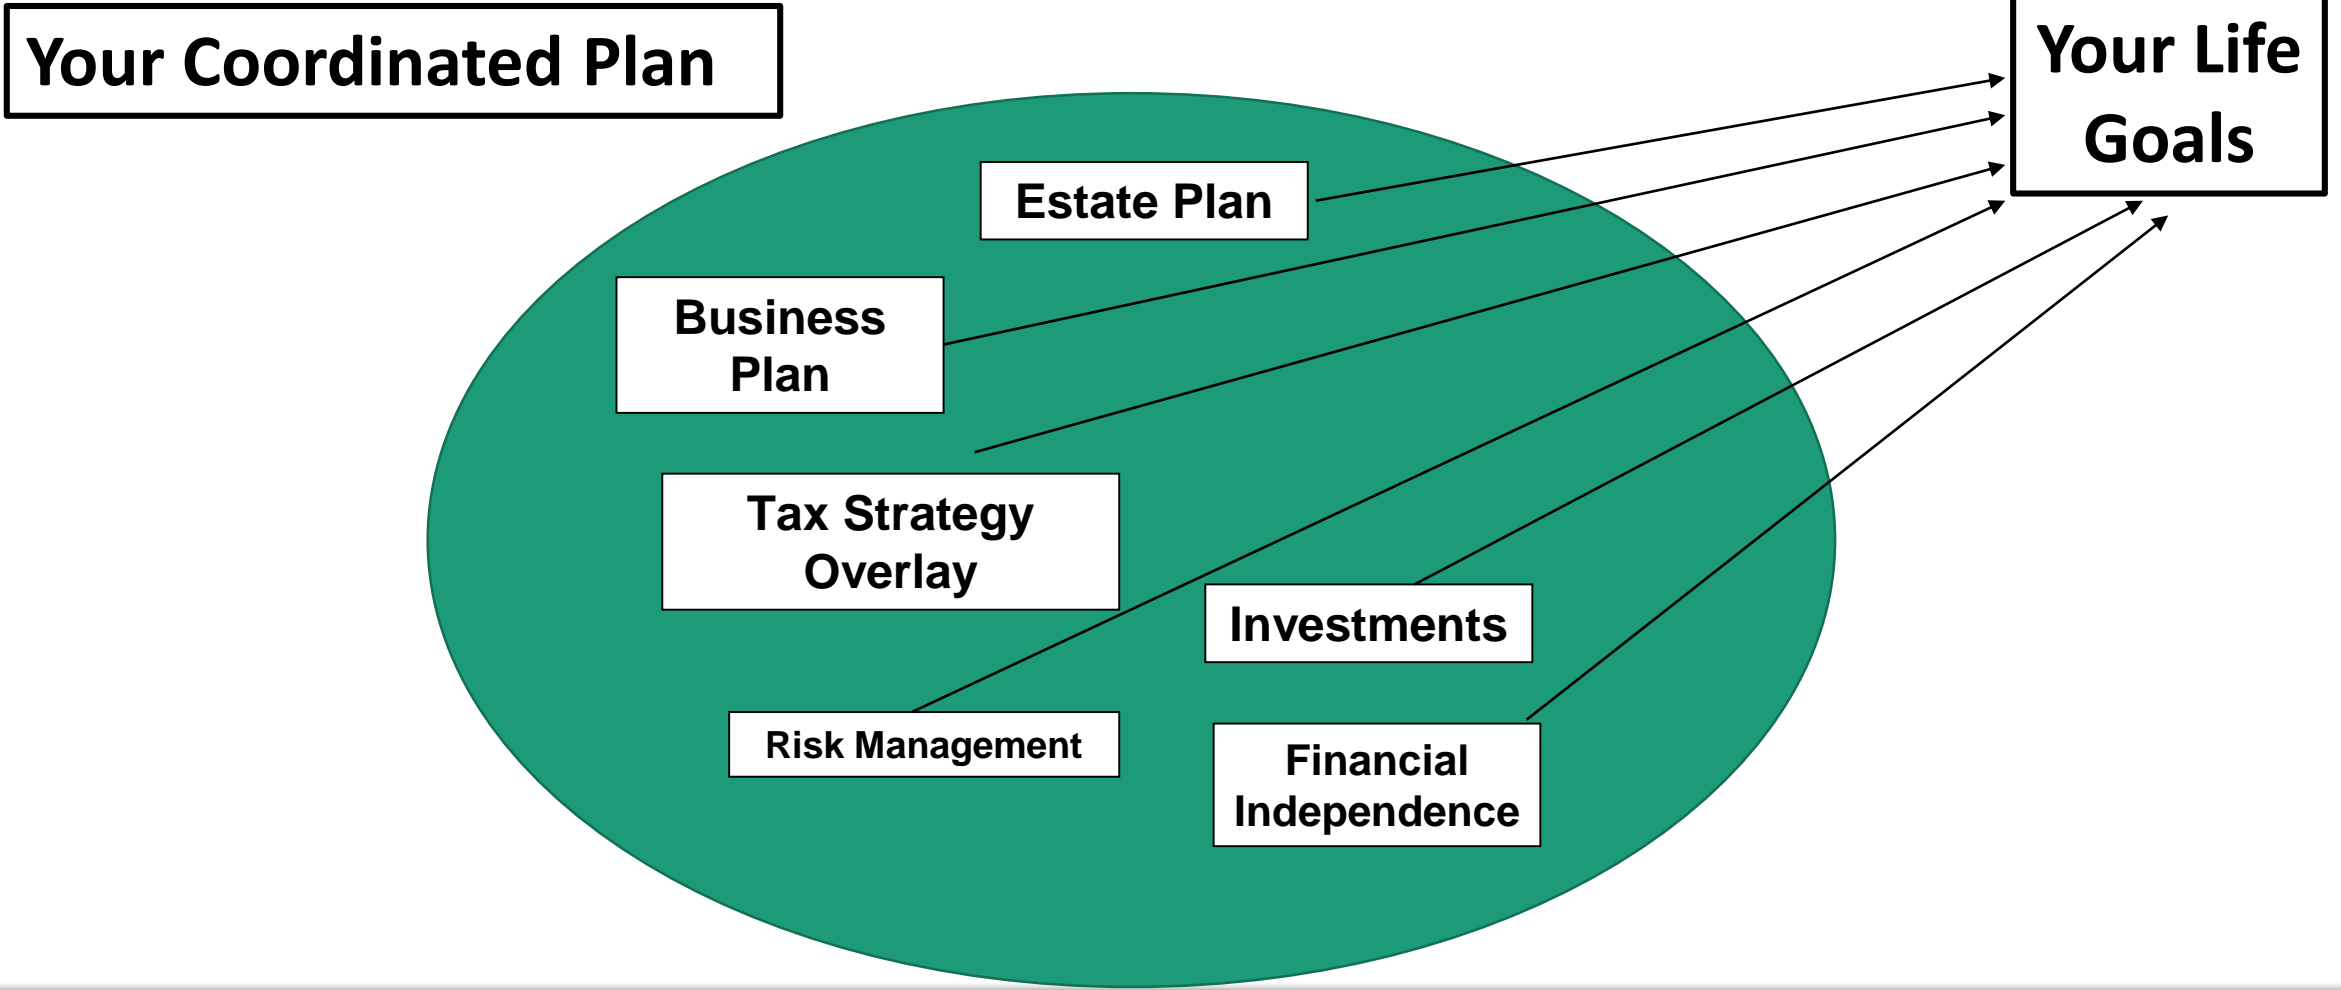 Your Coordinated Plan
Your Life
Goals
Estate Plan
Business
Plan
Tax Strategy
Overlay
Investments
Risk Management
Financial
Independence